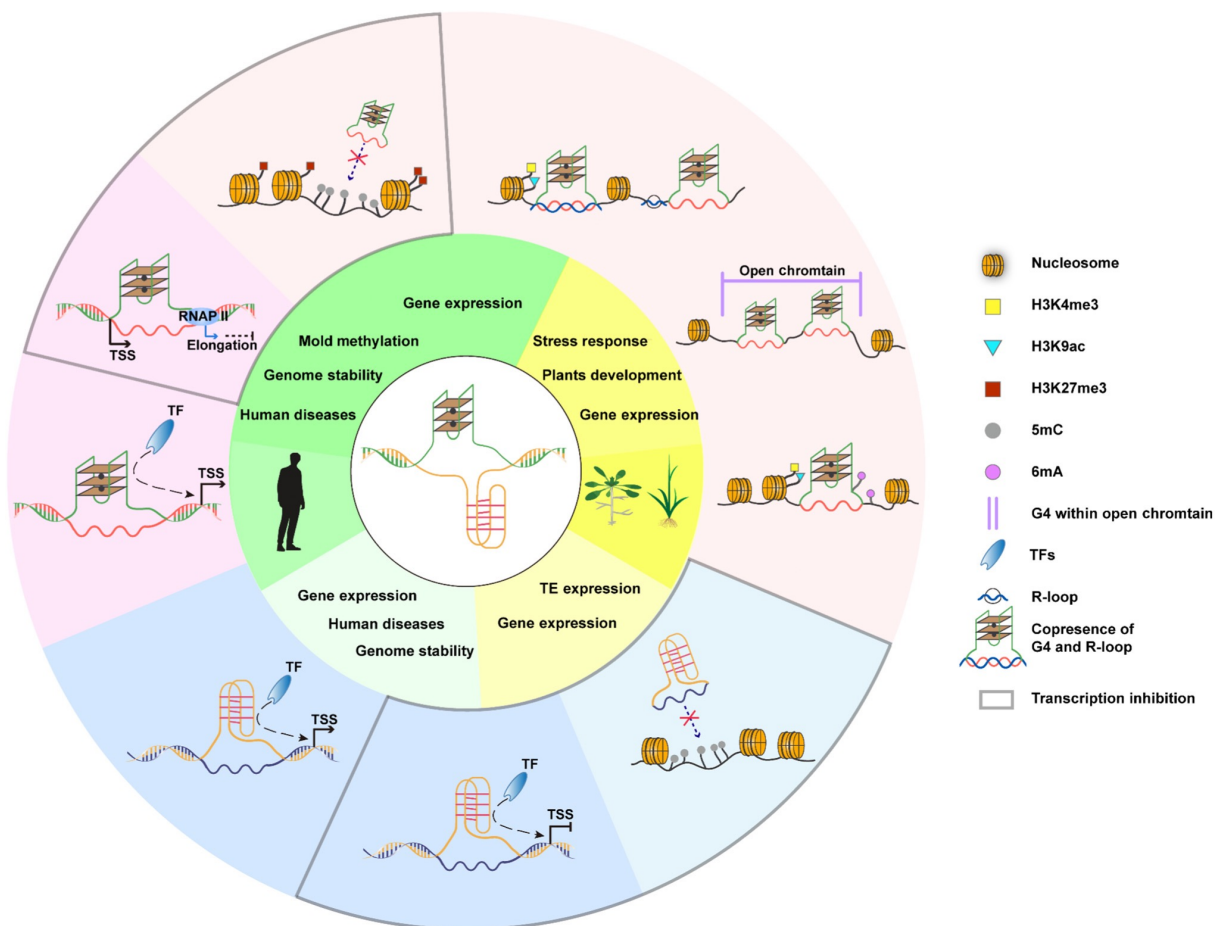 Open chromtain
RNAP II
TSS
Elongation
TF
TSS
Gene expression
Mold methylation
Genome stability
Human diseases
Stress response
Plants development
Gene expression
Gene expression
Human diseases
Genome stability
TE expression
Gene expression
TF
TSS
TF
TSS
Nucleosome
H3K4me3
H3K9ac
H3K27me3
5mC
6mA
G4 within open chromtain
TFs
R-loop
Copresence of
G4 and R-loop
Transcription inhibition